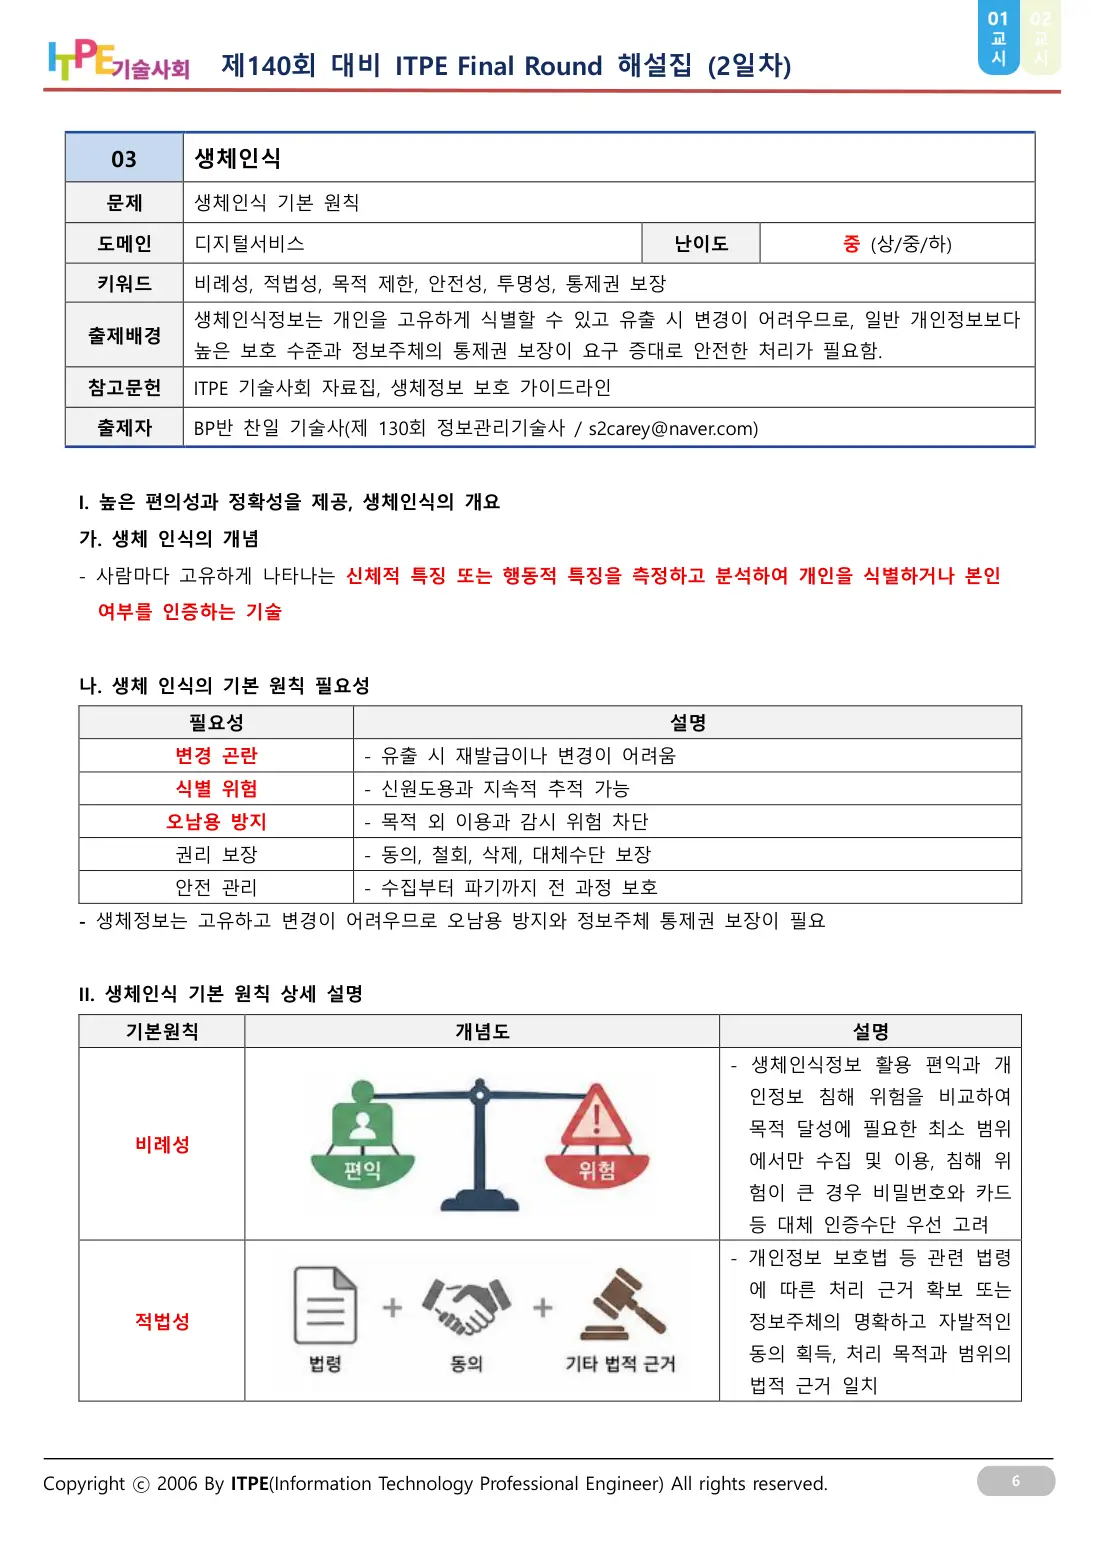 ITPE기술사회 제140회 대비 ITPE Final Round 해설집 (2일차)
01
교
시
02
교
시
03 생체인식
문제 생체인식 기본 원칙
도메인 디지털서비스 난이도 중 (상/중/하)
키워드 비례성, 적법성, 목적 제한, 안전성, 투명성, 통제권 보장
출제배경 생체인식정보는 개인을 고유하게 식별할 수 있고 유출 시 변경이 어려우므로, 일반 개인정보보다
높은 보호 수준과 정보주체의 통제권 보장이 요구 증대로 안전한 처리가 필요함.
참고문헌 ITPE 기술사회 자료집, 생체정보 보호 가이드라인
출제자 BP반 찬일 기술사(제 130회 정보관리기술사 / s2carey@naver.com)
I. 높은 편의성과 정확성을 제공, 생체인식의 개요
가. 생체 인식의 개념
- 사람마다 고유하게 나타나는 신체적 특징 또는 행동적 특징을 측정하고 분석하여 개인을 식별하거나 본인
여부를 인증하는 기술
나. 생체 인식의 기본 원칙 필요성
필요성 설명
변경 곤란 - 유출 시 재발급이나 변경이 어려움
식별 위험 - 신원도용과 지속적 추적 가능
오남용 방지 - 목적 외 이용과 감시 위험 차단
권리 보장 - 동의, 철회, 삭제, 대체수단 보장
안전 관리 - 수집부터 파기까지 전 과정 보호
- 생체정보는 고유하고 변경이 어려우므로 오남용 방지와 정보주체 통제권 보장이 필요
II. 생체인식 기본 원칙 상세 설명
기본원칙 개념도 설명
비례성
편익 위험
- 생체인식정보 활용 편익과 개
인정보 침해 위험을 비교하여
목적 달성에 필요한 최소 범위
에서만 수집 및 이용, 침해 위
험이 큰 경우 비밀번호와 카드
등 대체 인증수단 우선 고려
적법성
+ +
법령 동의 기타 법적 근거
- 개인정보 보호법 등 관련 법령
에 따른 처리 근거 확보 또는
정보주체의 명확하고 자발적인
동의 획득, 처리 목적과 범위의
법적 근거 일치
Copyright ⓒ 2006 By ITPE(Information Technology Professional Engineer) All rights reserved.
6